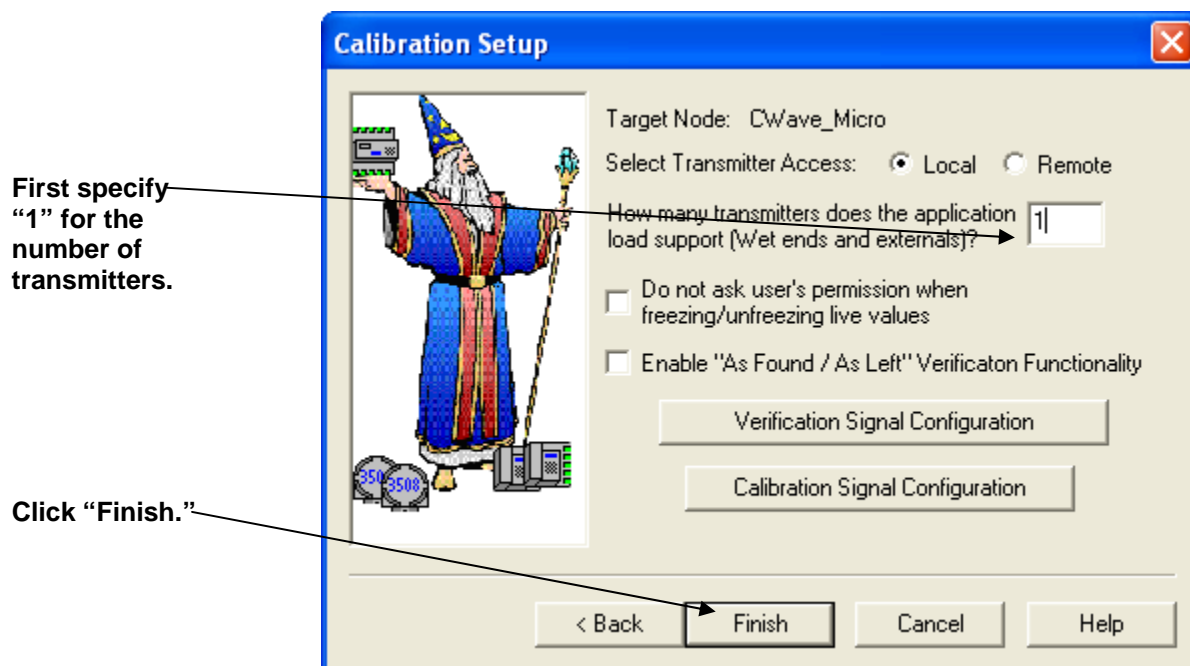 Calibration Setup
Target Node: CWave_Micro
Select Transmitter Access: Local Remote
First specify
“1” for the
number of
transmitters.
How many transmitters does the application
load support (Wet ends and externals)?
1
Do not ask user's permission when
freezing/unfreezing live values
Enable "As Found / As Left" Verificaton Functionality
Verification Signal Configuration
Calibration Signal Configuration
350
3508
Click “Finish.”
< Back Finish Cancel Help